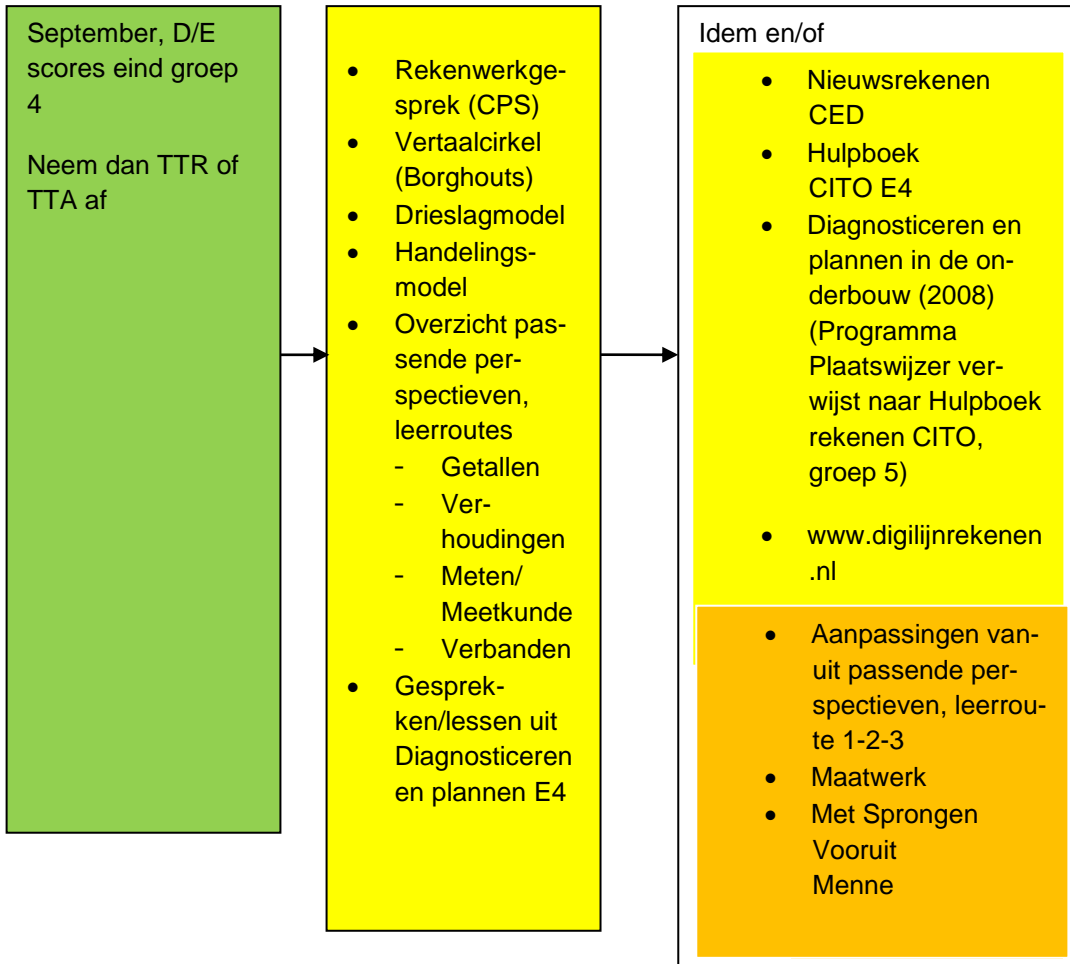 September, D/E
scores eind groep
4
Neem dan TTR of
TTA af
• Rekenwerkge-
sprek (CPS)
• Vertaalcirkel
(Borghouts)
• Drieslagmodel
• Handelings-
model
• Overzicht pas-
sende per-
spectieven,
leerroutes
- Getallen
- Ver-
houdingen
- Meten/
Meetkunde
- Verbanden
• Gesprek-
ken/lessen uit
Diagnosticeren
en plannen E4
Idem en/of
• Nieuwsrekenen
CED
• Hulpboek
CITO E4
• Diagnosticeren en
plannen in de on-
derbouw (2008)
(Programma
Plaatswijzer ver-
wijst naar Hulpboek
rekenen CITO,
groep 5)
• www.digilijnrekenen
.nl
• Aanpassingen van-
uit passende per-
spectieven, leerrou-
te 1-2-3
• Maatwerk
• Met Sprongen
Vooruit
Menne